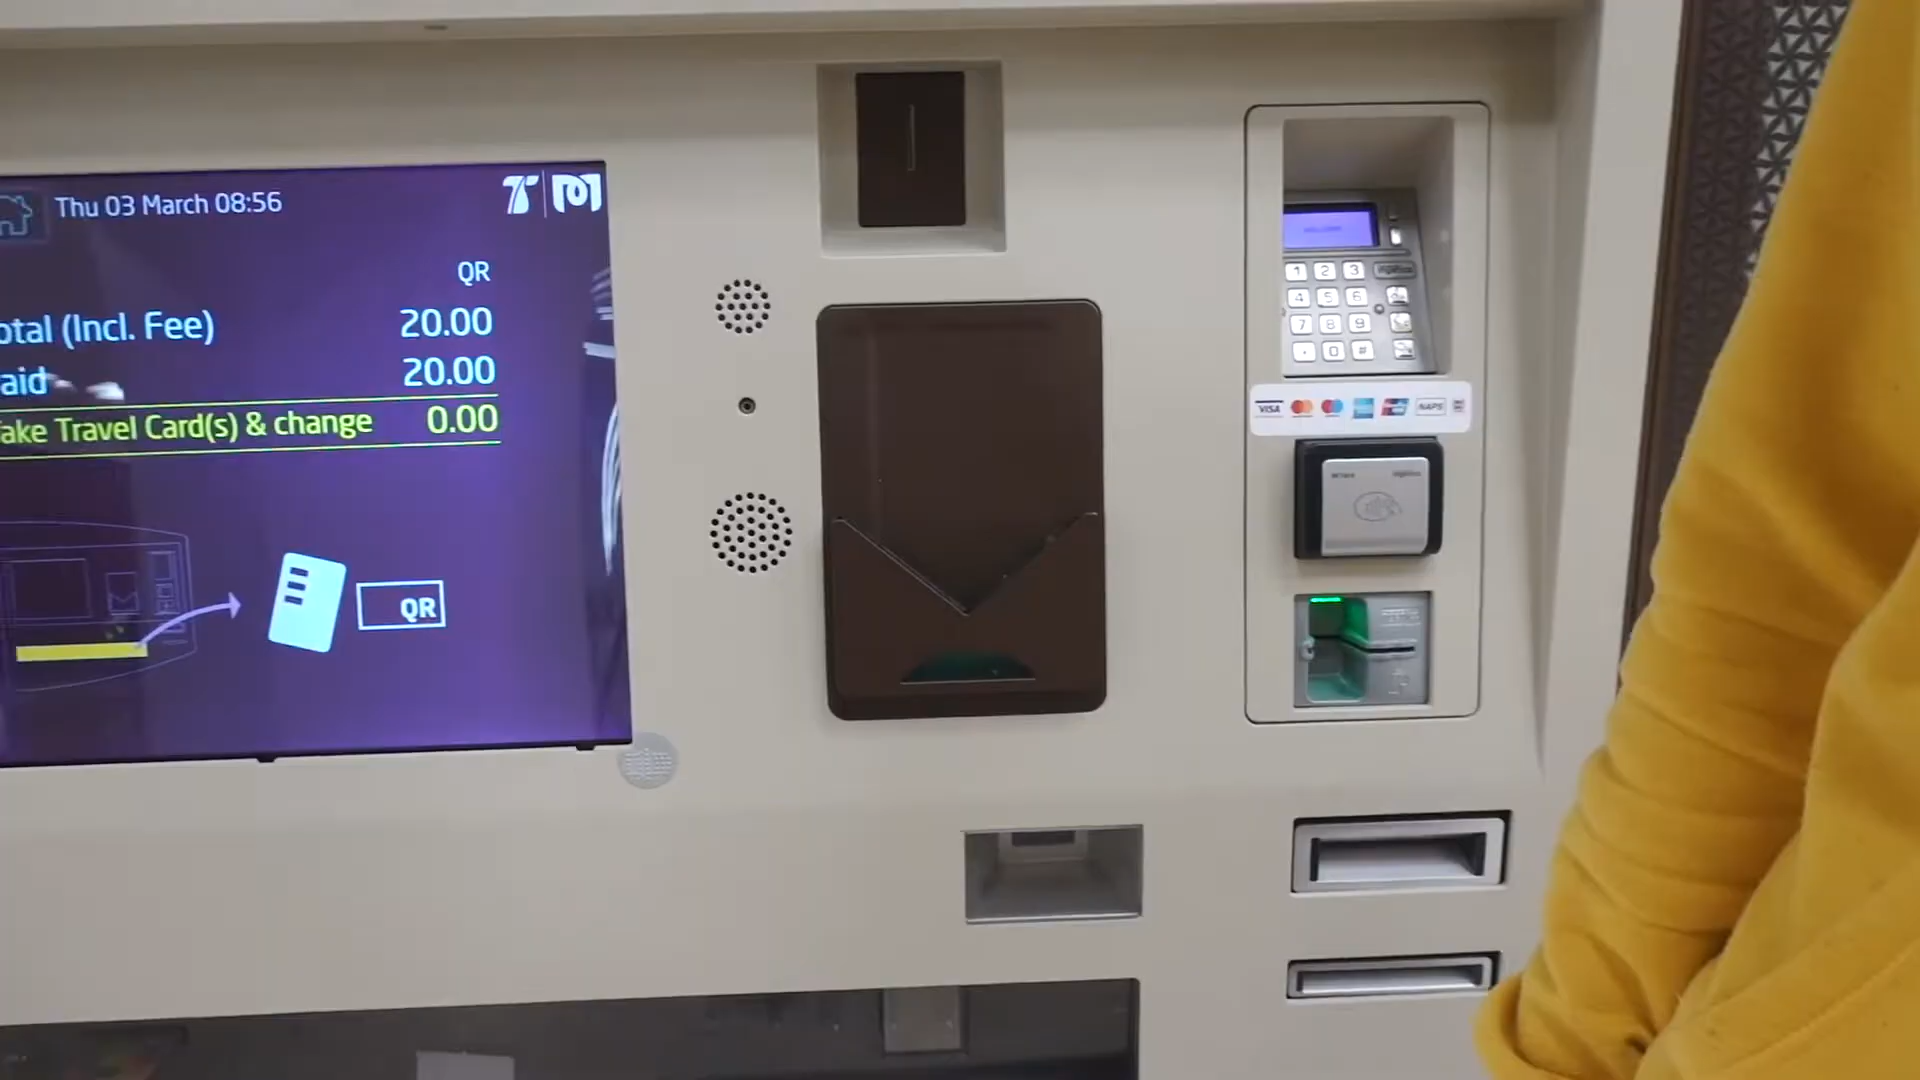 Thu 03 March 08:56
QR
otal (Incl. Fee) 20.00
aid 20.00
ake Travel Card(s) & change 0.00
QR
1 2 3
4 5 6
7 8 9
. 0 #
VISA
NAPS